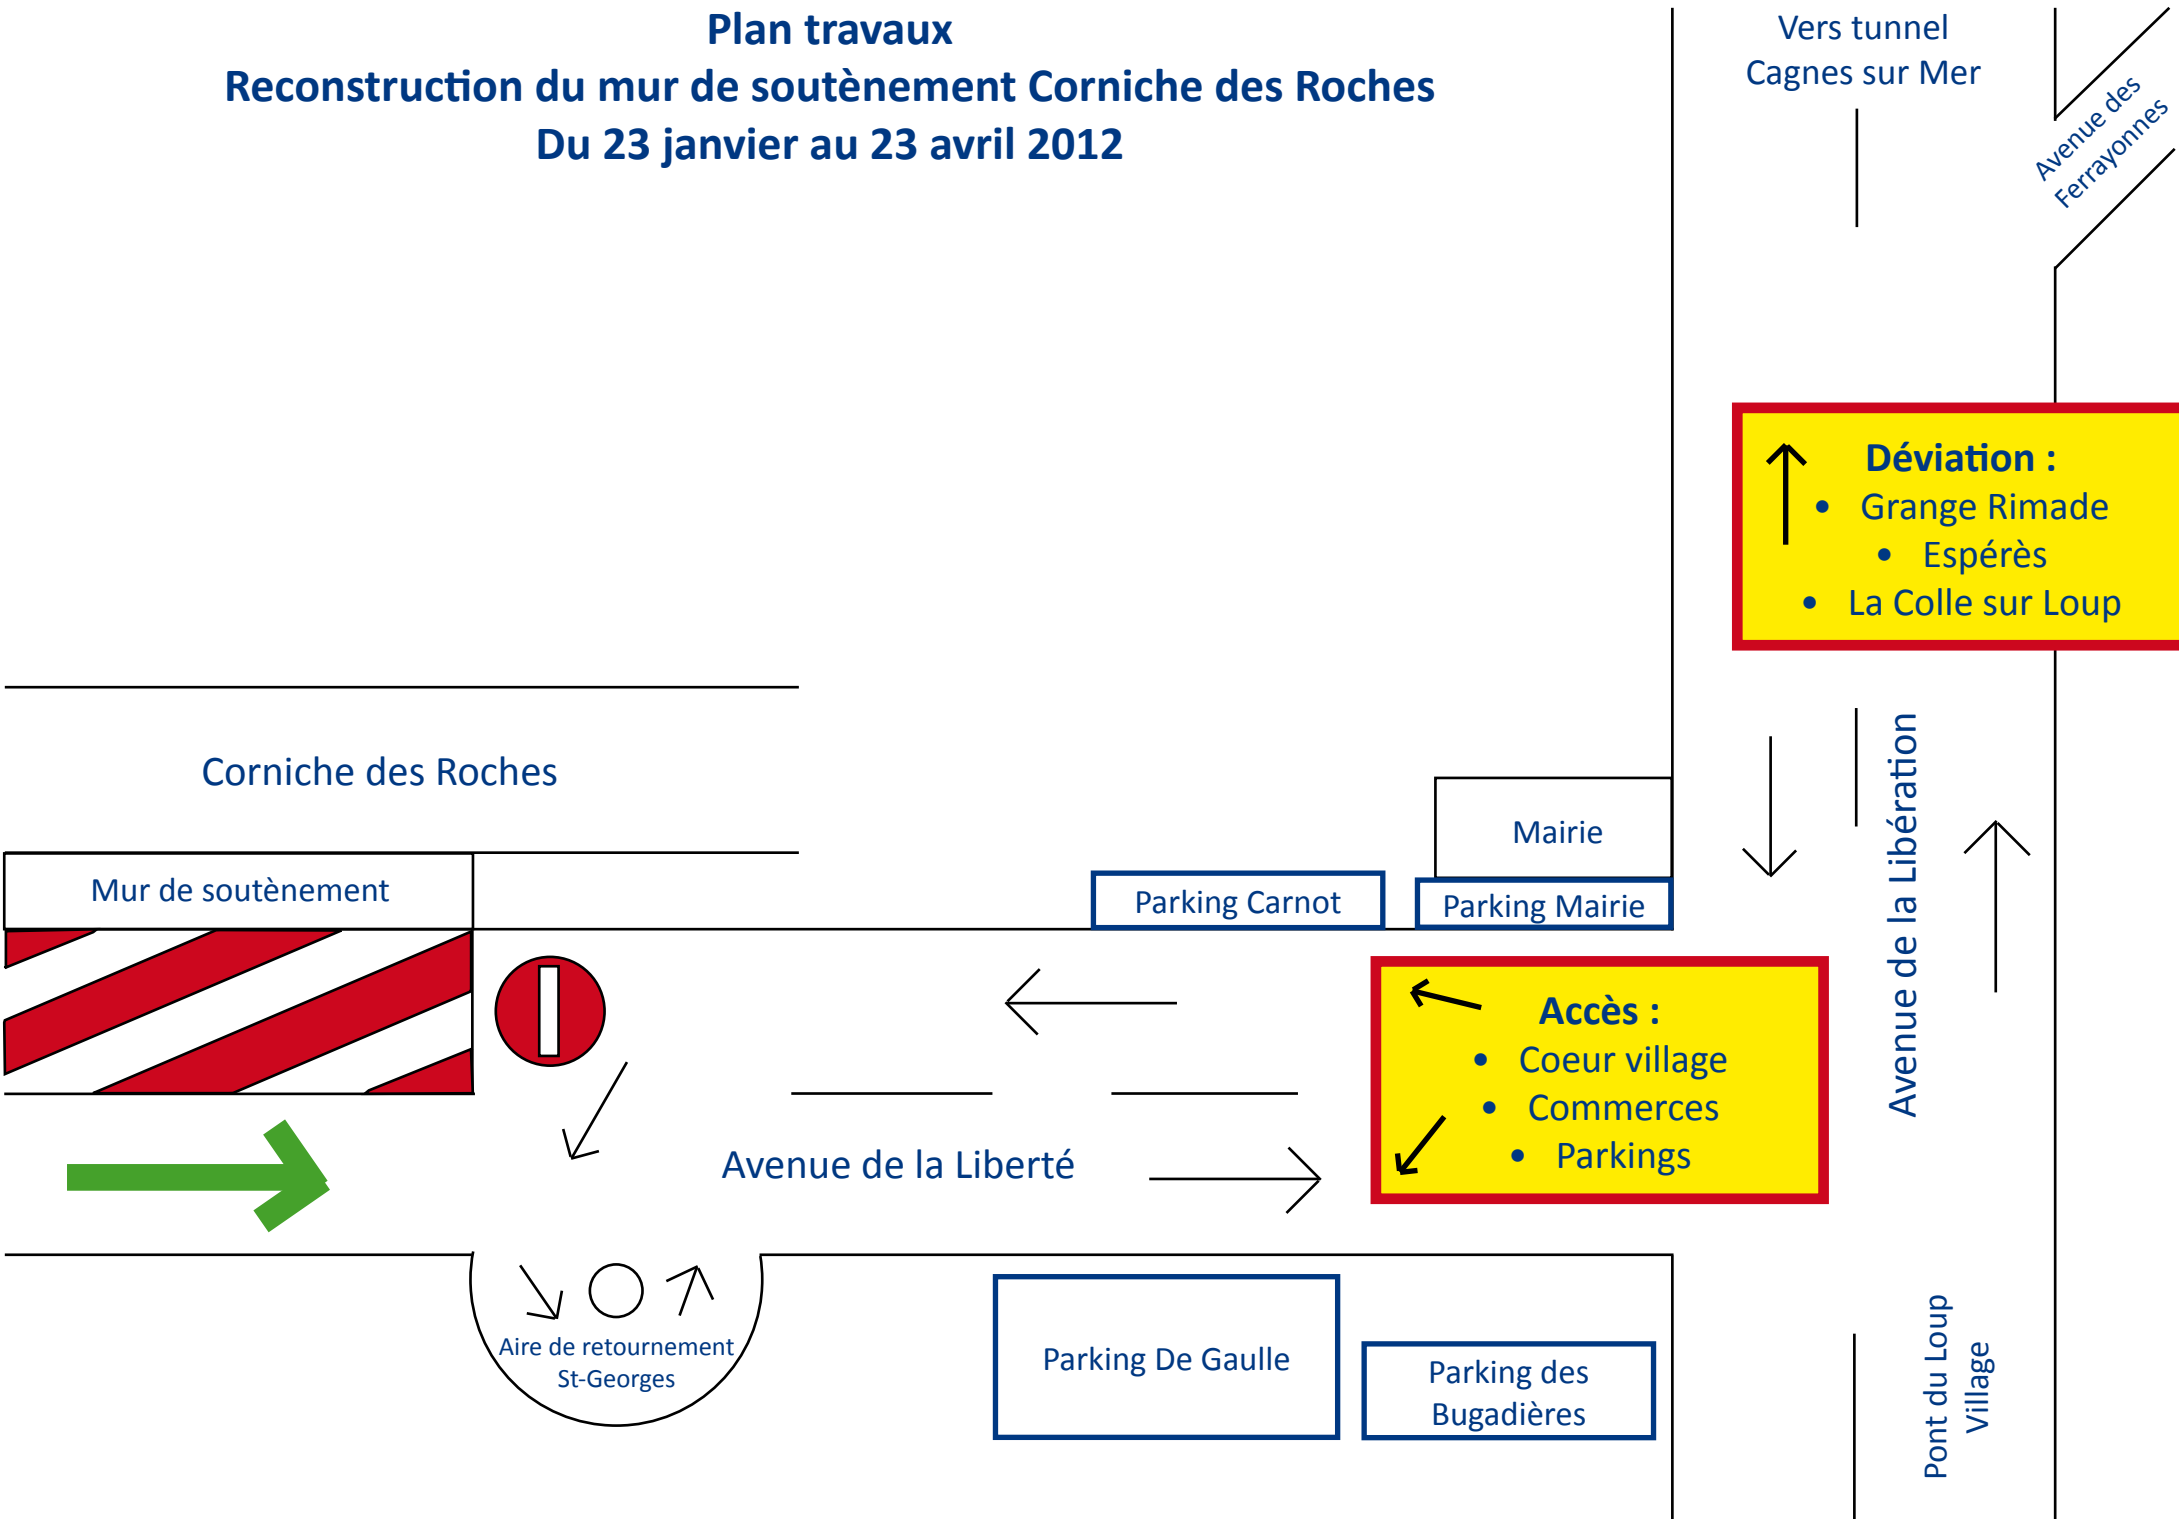 Plan travaux
Reconstruction du mur de soutènement Corniche des Roches
Du 23 janvier au 23 avril 2012
Vers tunnel
Cagnes sur Mer
Avenue des
Ferrayonnes
Déviation :
• Grange Rimade
• Espérès
• La Colle sur Loup
Corniche des Roches
Mur de soutènement
Mairie
Parking Carnot
Parking Mairie
Avenue de la Libération
Accès :
• Coeur village
• Commerces
• Parkings
Avenue de la Liberté
Aire de retournement
St-Georges
Parking De Gaulle
Parking des
Bugadières
Pont du Loup
Village